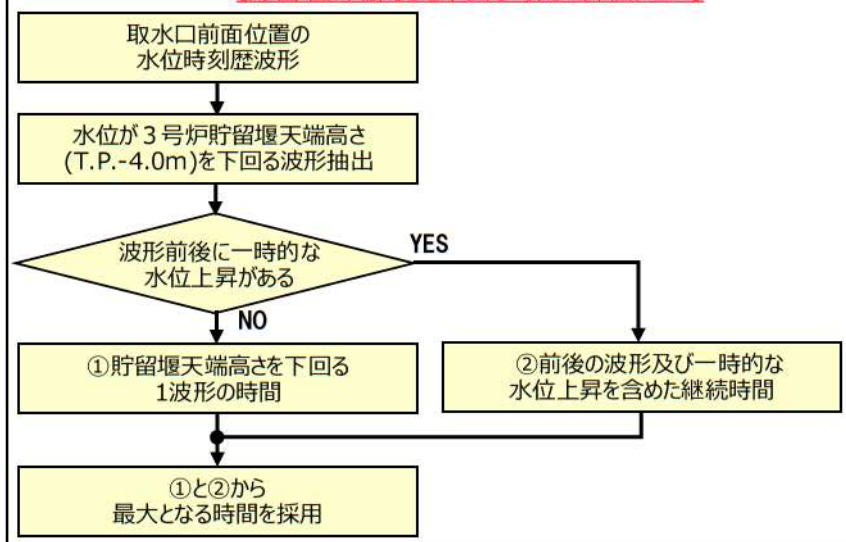 取水口前面位置の
水位時刻歴波形
水位が３号炉貯留堰天端高さ
(T.P.-4.0m)を下回る波形抽出
波形前後に一時的な
水位上昇がある
YES
NO
①貯留堰天端高さを下回る
1波形の時間
②前後の波形及び一時的な
水位上昇を含めた継続時間
①と②から
最大となる時間を採用